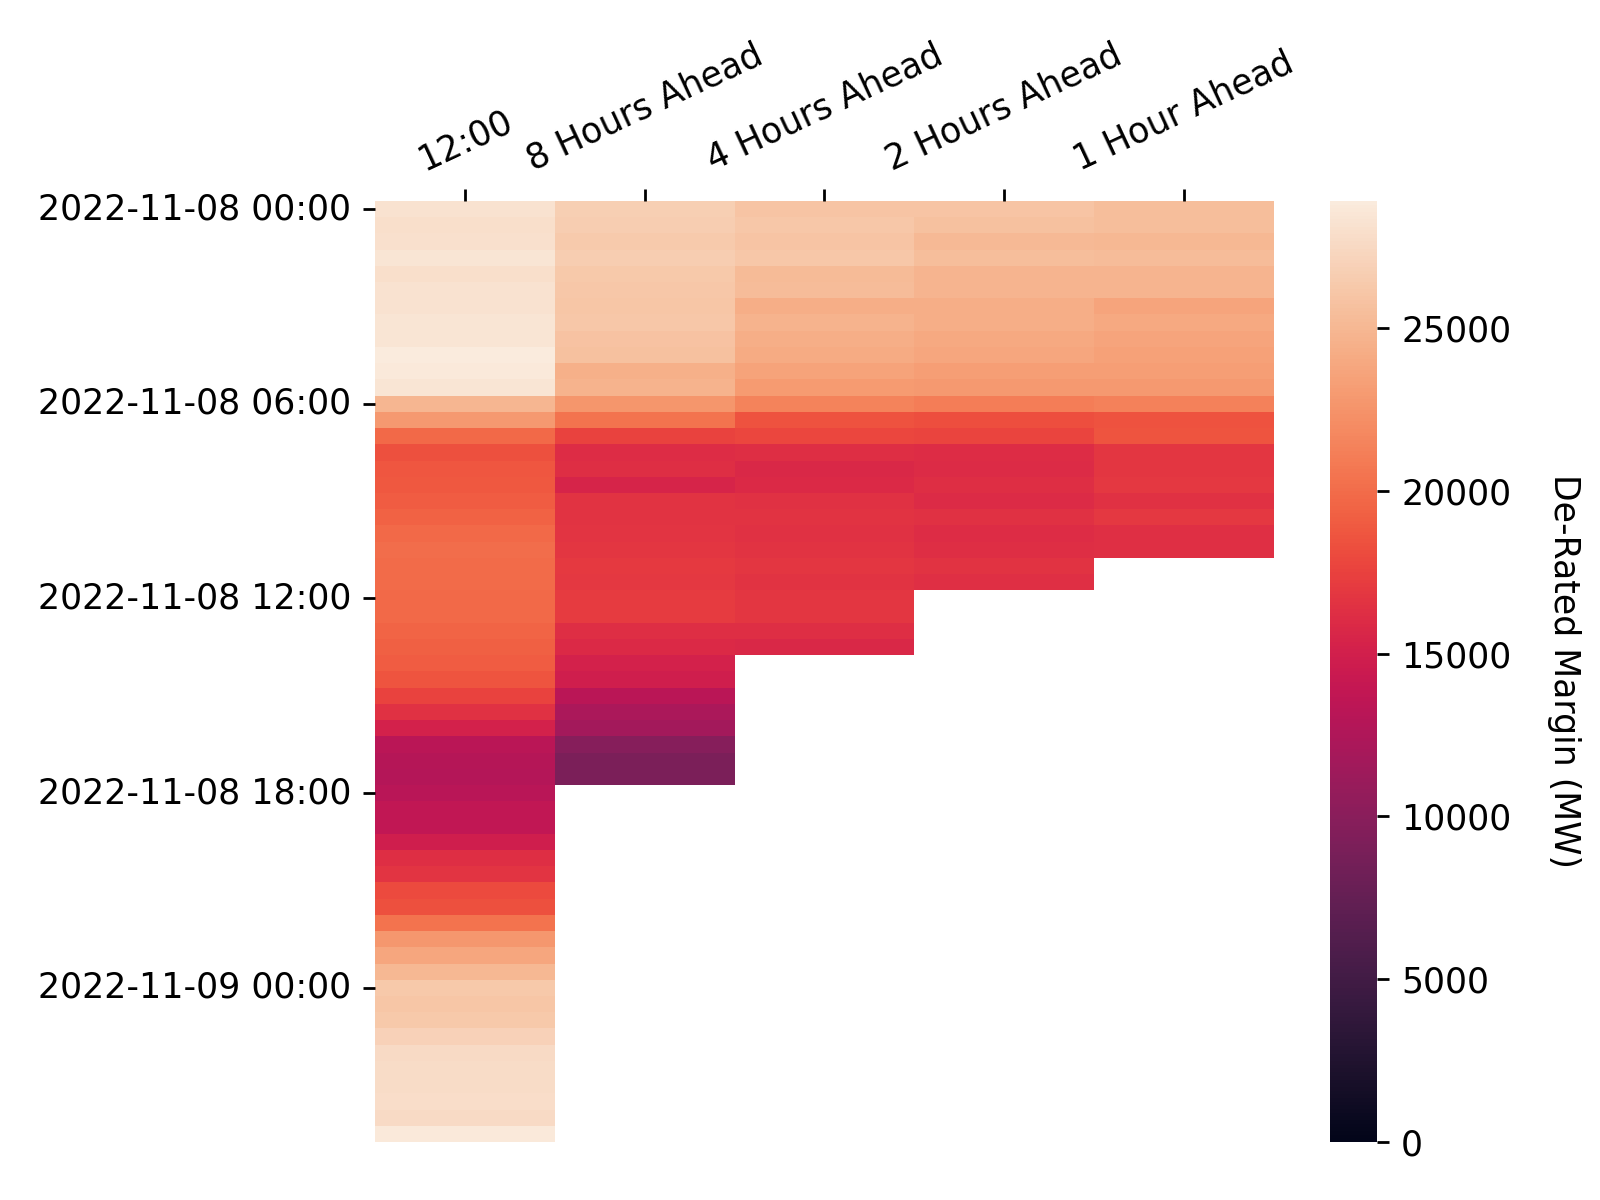 12:00
8 Hours Ahead
4 Hours Ahead
2 Hours Ahead
1 Hour Ahead
2022-11-08 00:00
2022-11-08 06:00
2022-11-08 12:00
2022-11-08 18:00
2022-11-09 00:00
25000
20000
15000
10000
5000
0
De-Rated Margin (MW)